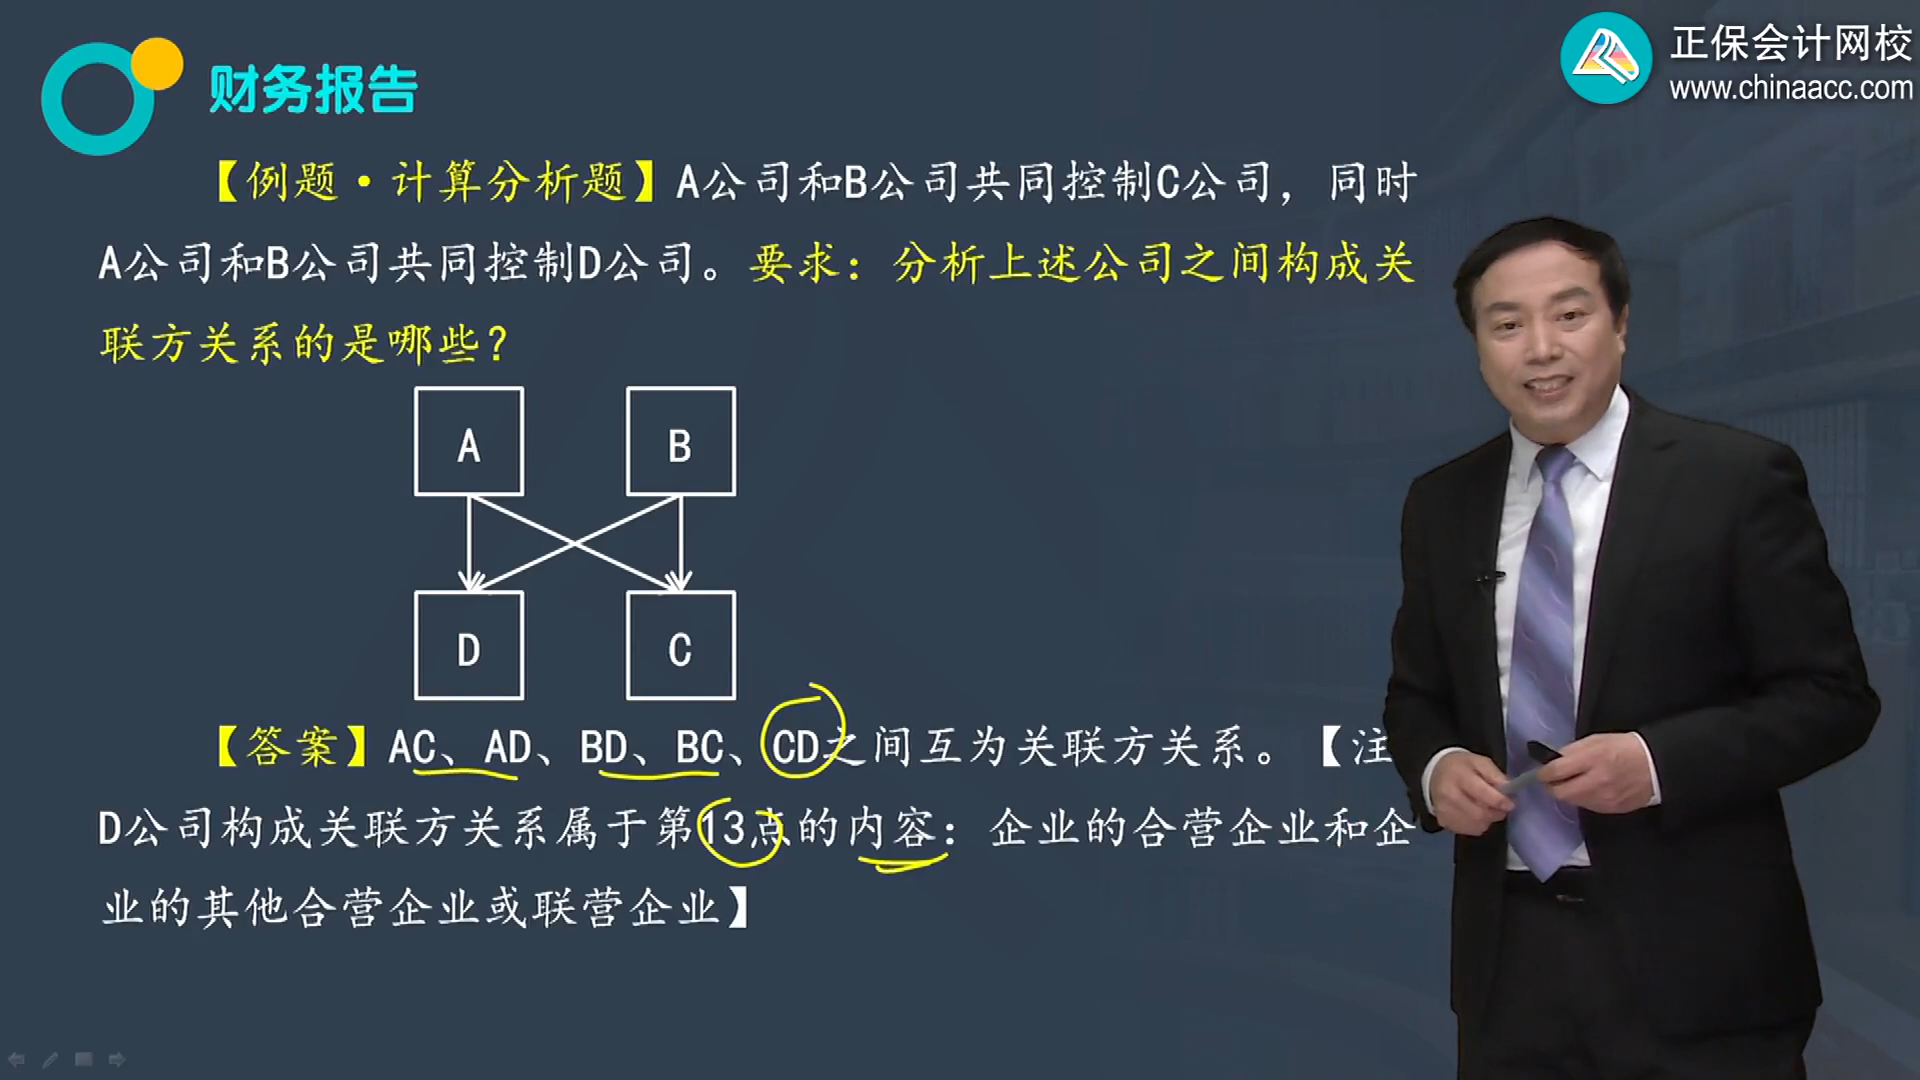 正保会计网校
www.chinaacc.com
财务报告
【例题·计算分析题】A公司和B公司共同控制C公司，同时
A公司和B公司共同控制D公司。要求：分析上述公司之间构成关
联方关系的是哪些？
A
B
D
C
【答案】AC、AD、BD、BC、CD之间互为关联方关系。【注
D公司构成关联方关系属于第13点的内容：企业的合营企业和企
业的其他合营企业或联营企业】